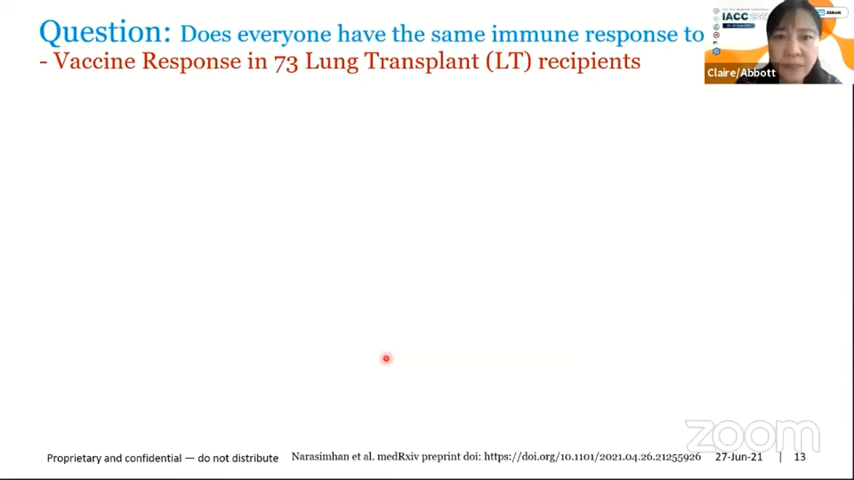 Question: Does everyone have the same immune response to
- Vaccine Response in 73 Lung Transplant (LT) recipients
IACC
Abbott
Claire/Abbott
zoom
Proprietary and confidential — do not distribute
Narasimhan et al. medRxiv preprint doi: https://doi.org/10.1101/2021.04.26.21255926
27-Jun-21 | 13